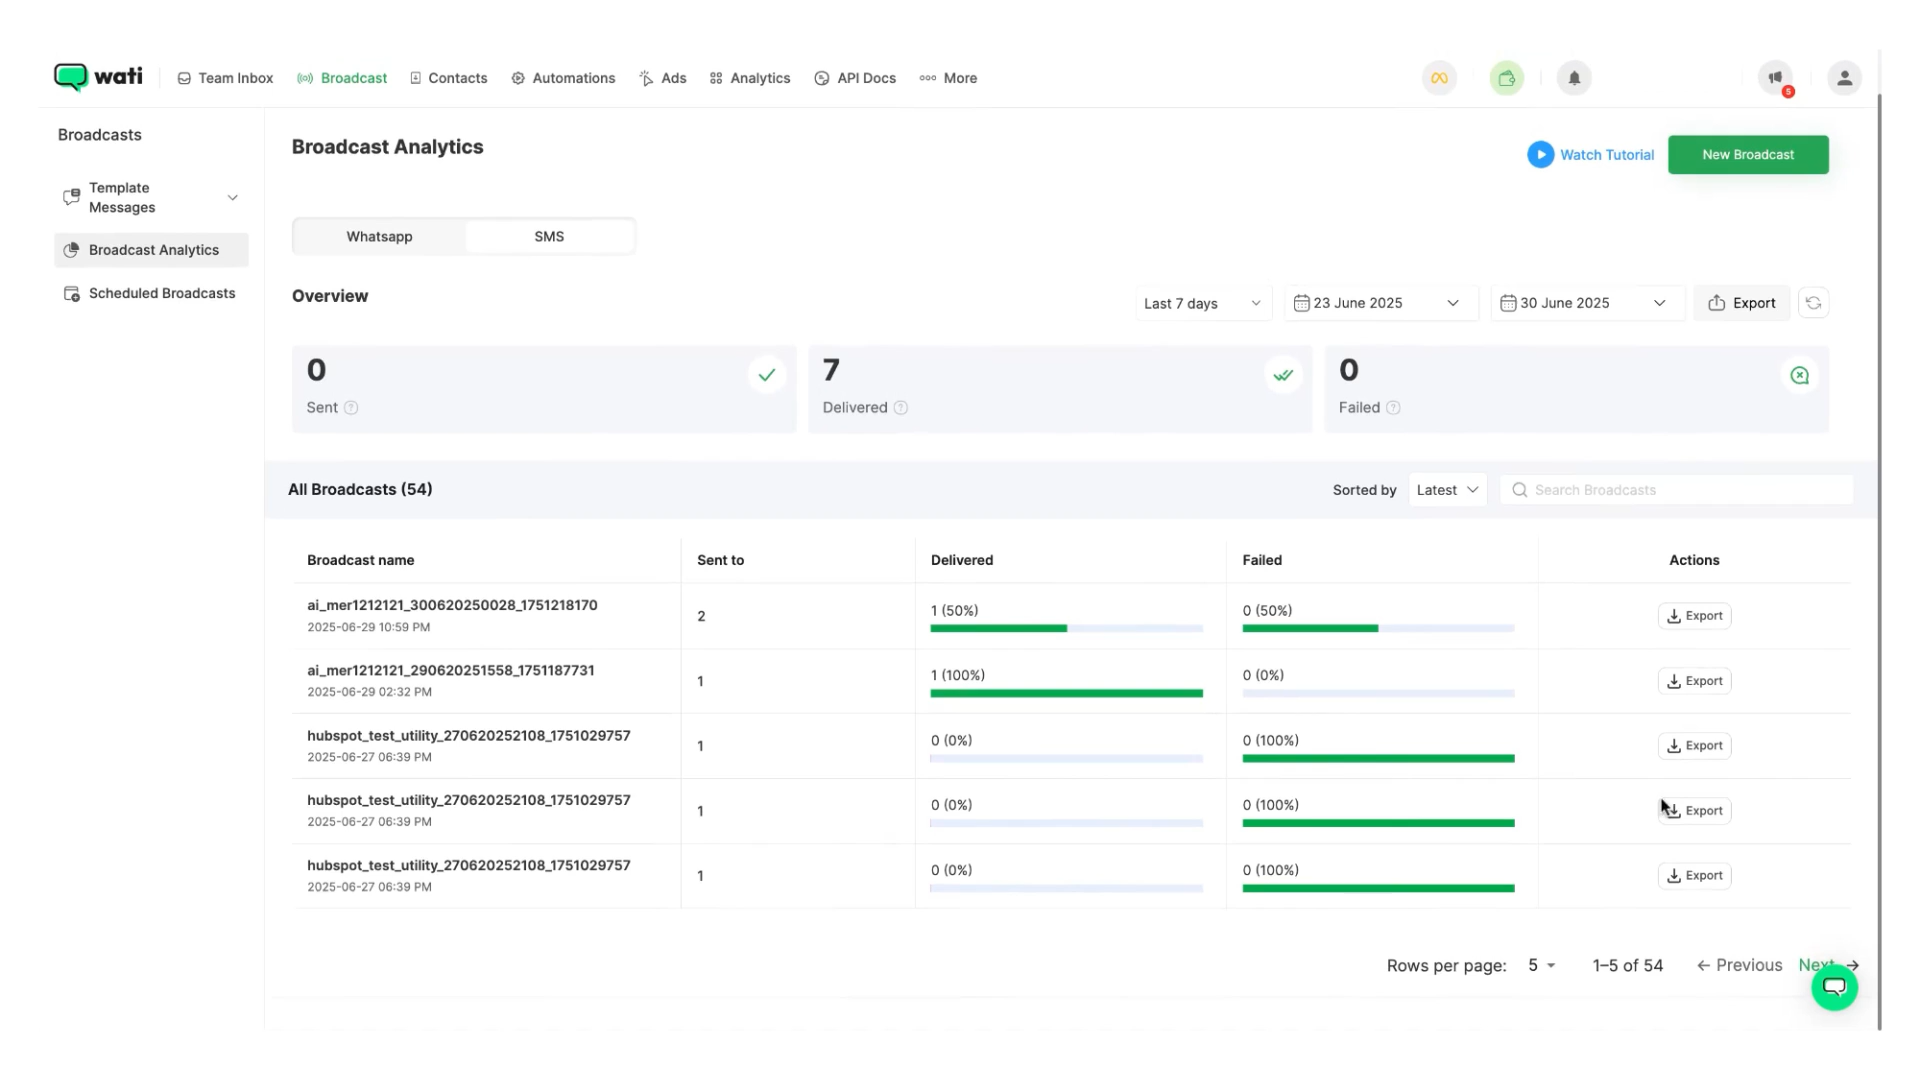 wati
Team Inbox
Broadcast
Contacts
Automations
Ads
Analytics
API Docs
More
5
Broadcasts
Template
Messages
Broadcast Analytics
Scheduled Broadcasts
Broadcast Analytics
Watch Tutorial
New Broadcast
Whatsapp
SMS
Overview
Last 7 days
23 June 2025
30 June 2025
Export
0
Sent
7
Delivered
0
Failed
All Broadcasts (54)
Sorted by
Latest
Search Broadcasts
Broadcast name
Sent to
Delivered
Failed
Actions
ai_mer1212121_300620250028_1751218170
2025-06-29 10:59 PM
2
1 (50%)
0 (50%)
Export
ai_mer1212121_290620251558_1751187731
2025-06-29 02:32 PM
1
1 (100%)
0 (0%)
Export
hubspot_test_utility_270620252108_1751029757
2025-06-27 06:39 PM
1
0 (0%)
0 (100%)
Export
hubspot_test_utility_270620252108_1751029757
2025-06-27 06:39 PM
1
0 (0%)
0 (100%)
Export
hubspot_test_utility_270620252108_1751029757
2025-06-27 06:39 PM
1
0 (0%)
0 (100%)
Export
Rows per page:
5
1–5 of 54
← Previous
Next →